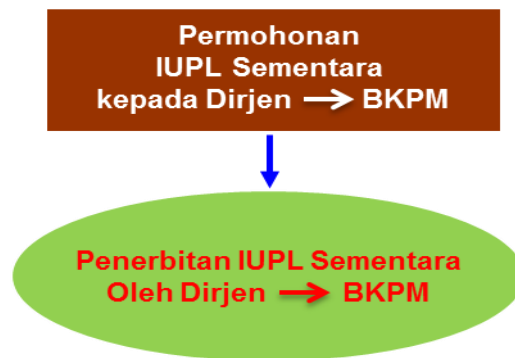 Permohonan
IUPL Sementara
kepada Dirjen → BKPM
Penerbitan IUPL Sementara
Oleh Dirjen → BKPM